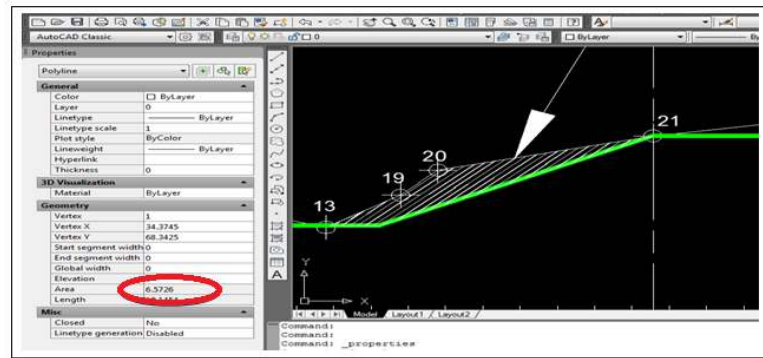 AutoCAD Classic
0
ByLayer
Properties
Polyline
General
Color ByLayer
Layer 0
Linetype ByLayer
Linetype scale 1
Plot style ByColor
Lineweight ByLayer
Hyperlink
Thickness 0
3D Visualization
Material ByLayer
Geometry
Vertex 1
Vertex X 34.3745
Vertex Y 68.3425
Start segment width 0
End segment width 0
Global width 0
Elevation
Area 6.5726
Length
Misc
Closed No
Linetype generation Disabled
13
19
20
21
Y
X
A
Model Layout1 Layout2
Command:
Command:
Command: _properties